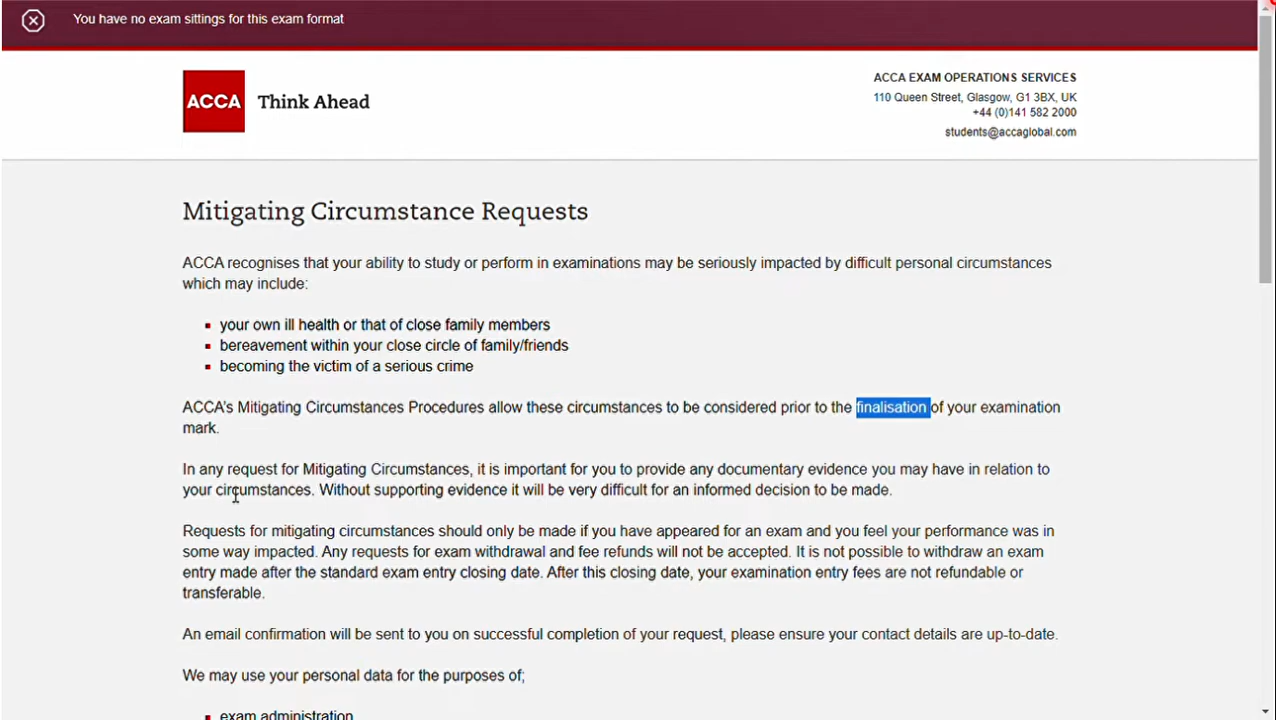 You have no exam sittings for this exam format
ACCA Think Ahead
ACCA EXAM OPERATIONS SERVICES
110 Queen Street, Glasgow, G1 3BX, UK
+44 (0)141 582 2000
students@accaglobal.com
Mitigating Circumstance Requests
ACCA recognises that your ability to study or perform in examinations may be seriously impacted by difficult personal circumstances
which may include:
your own ill health or that of close family members
bereavement within your close circle of family/friends
becoming the victim of a serious crime
ACCA's Mitigating Circumstances Procedures allow these circumstances to be considered prior to the finalisation of your examination
mark.
In any request for Mitigating Circumstances, it is important for you to provide any documentary evidence you may have in relation to
your circumstances. Without supporting evidence it will be very difficult for an informed decision to be made.
Requests for mitigating circumstances should only be made if you have appeared for an exam and you feel your performance was in
some way impacted. Any requests for exam withdrawal and fee refunds will not be accepted. It is not possible to withdraw an exam
entry made after the standard exam entry closing date. After this closing date, your examination entry fees are not refundable or
transferable.
An email confirmation will be sent to you on successful completion of your request, please ensure your contact details are up-to-date.
We may use your personal data for the purposes of;
exam administration